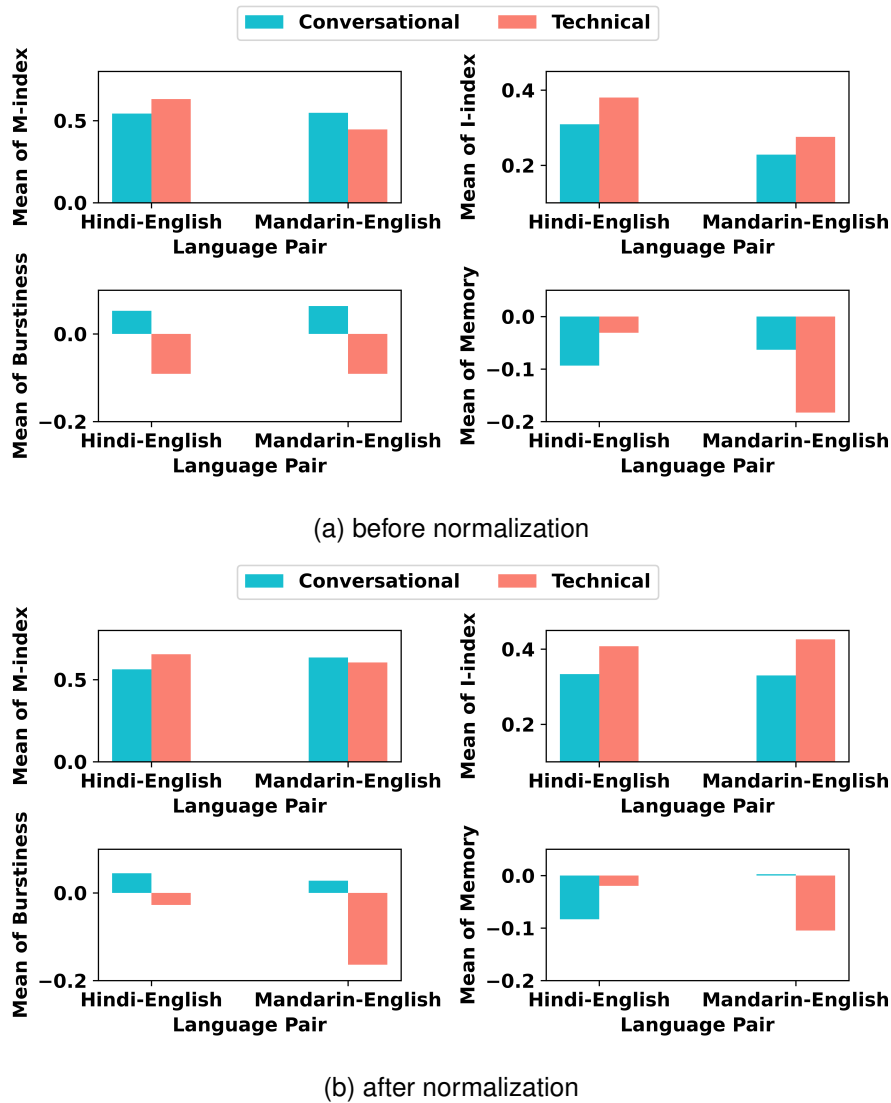 Conversational Technical
Mean of M-index
0.5
0.0
Hindi-English Mandarin-English
Language Pair
Mean of I-index
0.4
0.2
Hindi-English Mandarin-English
Language Pair
Mean of Burstiness
0.0
−0.2
Hindi-English Mandarin-English
Language Pair
Mean of Memory
0.0
−0.1
−0.2
Hindi-English Mandarin-English
Language Pair
(a) before normalization
Conversational Technical
Mean of M-index
0.5
0.0
Hindi-English Mandarin-English
Language Pair
Mean of I-index
0.4
0.2
Hindi-English Mandarin-English
Language Pair
Mean of Burstiness
0.0
−0.2
Hindi-English Mandarin-English
Language Pair
Mean of Memory
0.0
−0.1
−0.2
Hindi-English Mandarin-English
Language Pair
(b) after normalization